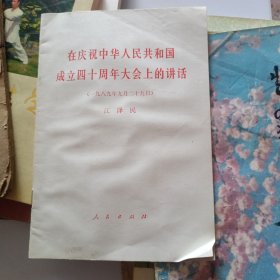 在庆祝中华人民共和国
成立四十周年大会上的讲话
(一九八九年九月二十九日)
江泽民
人民出版社